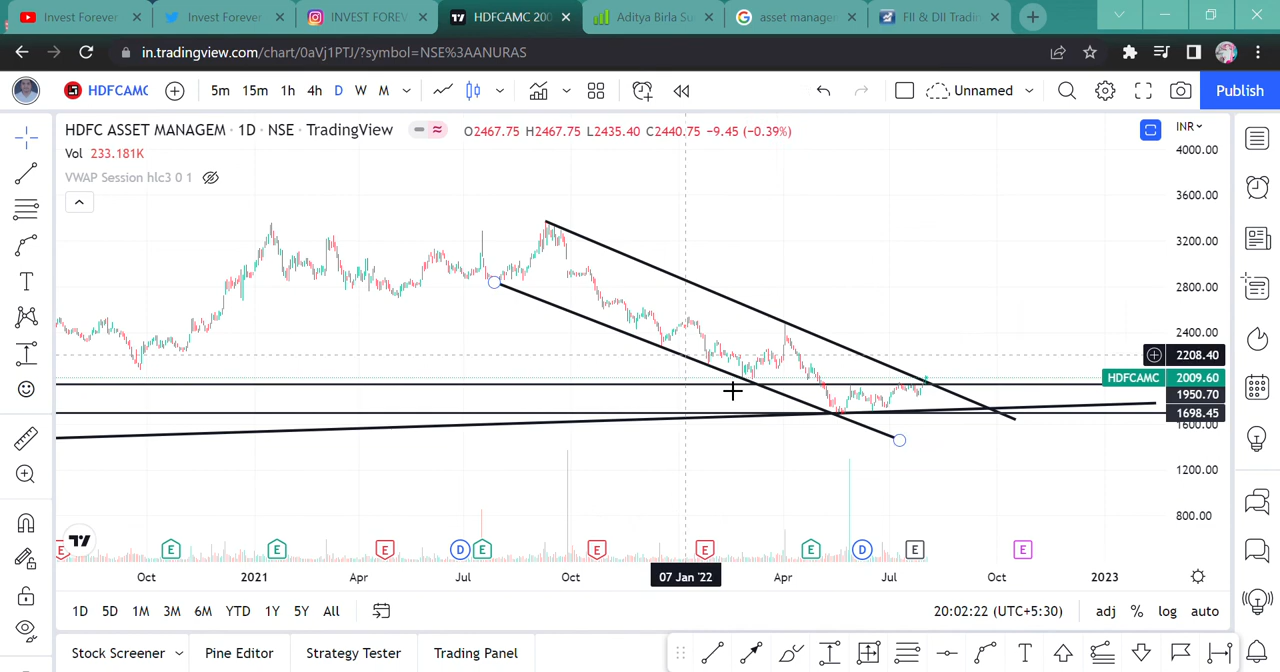 Invest Forever
Invest Forever
INVEST FOREV
HDFCAMC 200
Aditya Birla Su
asset manager
FII & DII Tradin
in.tradingview.com/chart/0aVj1PTJ/?symbol=NSE%3AANURAS
HDFCAMC 5m 15m 1h 4h D W M Unnamed Publish
HDFC ASSET MANAGEM · 1D · NSE · TradingView O2467.75 H2467.75 L2435.40 C2440.75 −9.45 (−0.39%) INR
Vol 233.181K
VWAP Session hlc3 0 1
4000.00
3600.00
3200.00
2800.00
2400.00
2208.40
HDFCAMC 2009.60
1950.70
1698.45
1600.00
1200.00
800.00
E E E E D E E E E D E E
Oct 2021 Apr Jul Oct 07 Jan '22 Apr Jul Oct 2023
1D 5D 1M 3M 6M YTD 1Y 5Y All 20:02:22 (UTC+5:30) adj % log auto
Stock Screener Pine Editor Strategy Tester Trading Panel